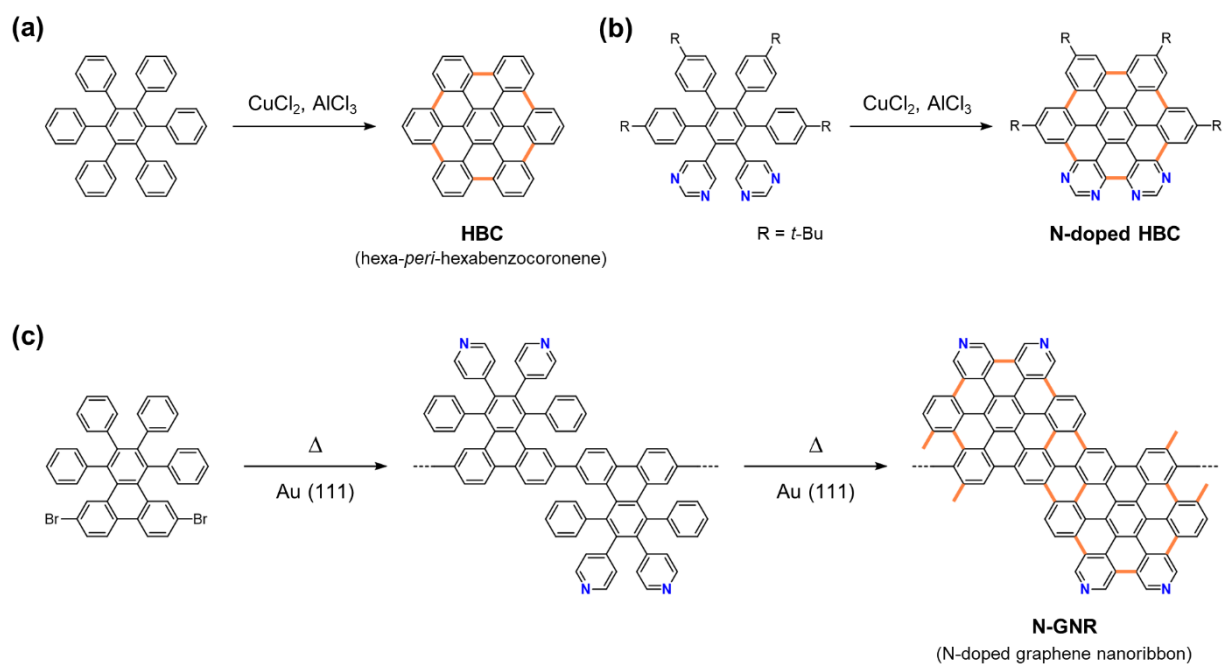 (a)
CuCl2, AlCl3
HBC
(hexa-peri-hexabenzocoronene)
(b)
R
R
R
R
N
N
N
N
R = t-Bu
CuCl2, AlCl3
R
R
R
R
N
N
N
N
N-doped HBC
(c)
Br
Br
Δ
Au (111)
N
N
N
N
Δ
Au (111)
N
N
N
N
N-GNR
(N-doped graphene nanoribbon)